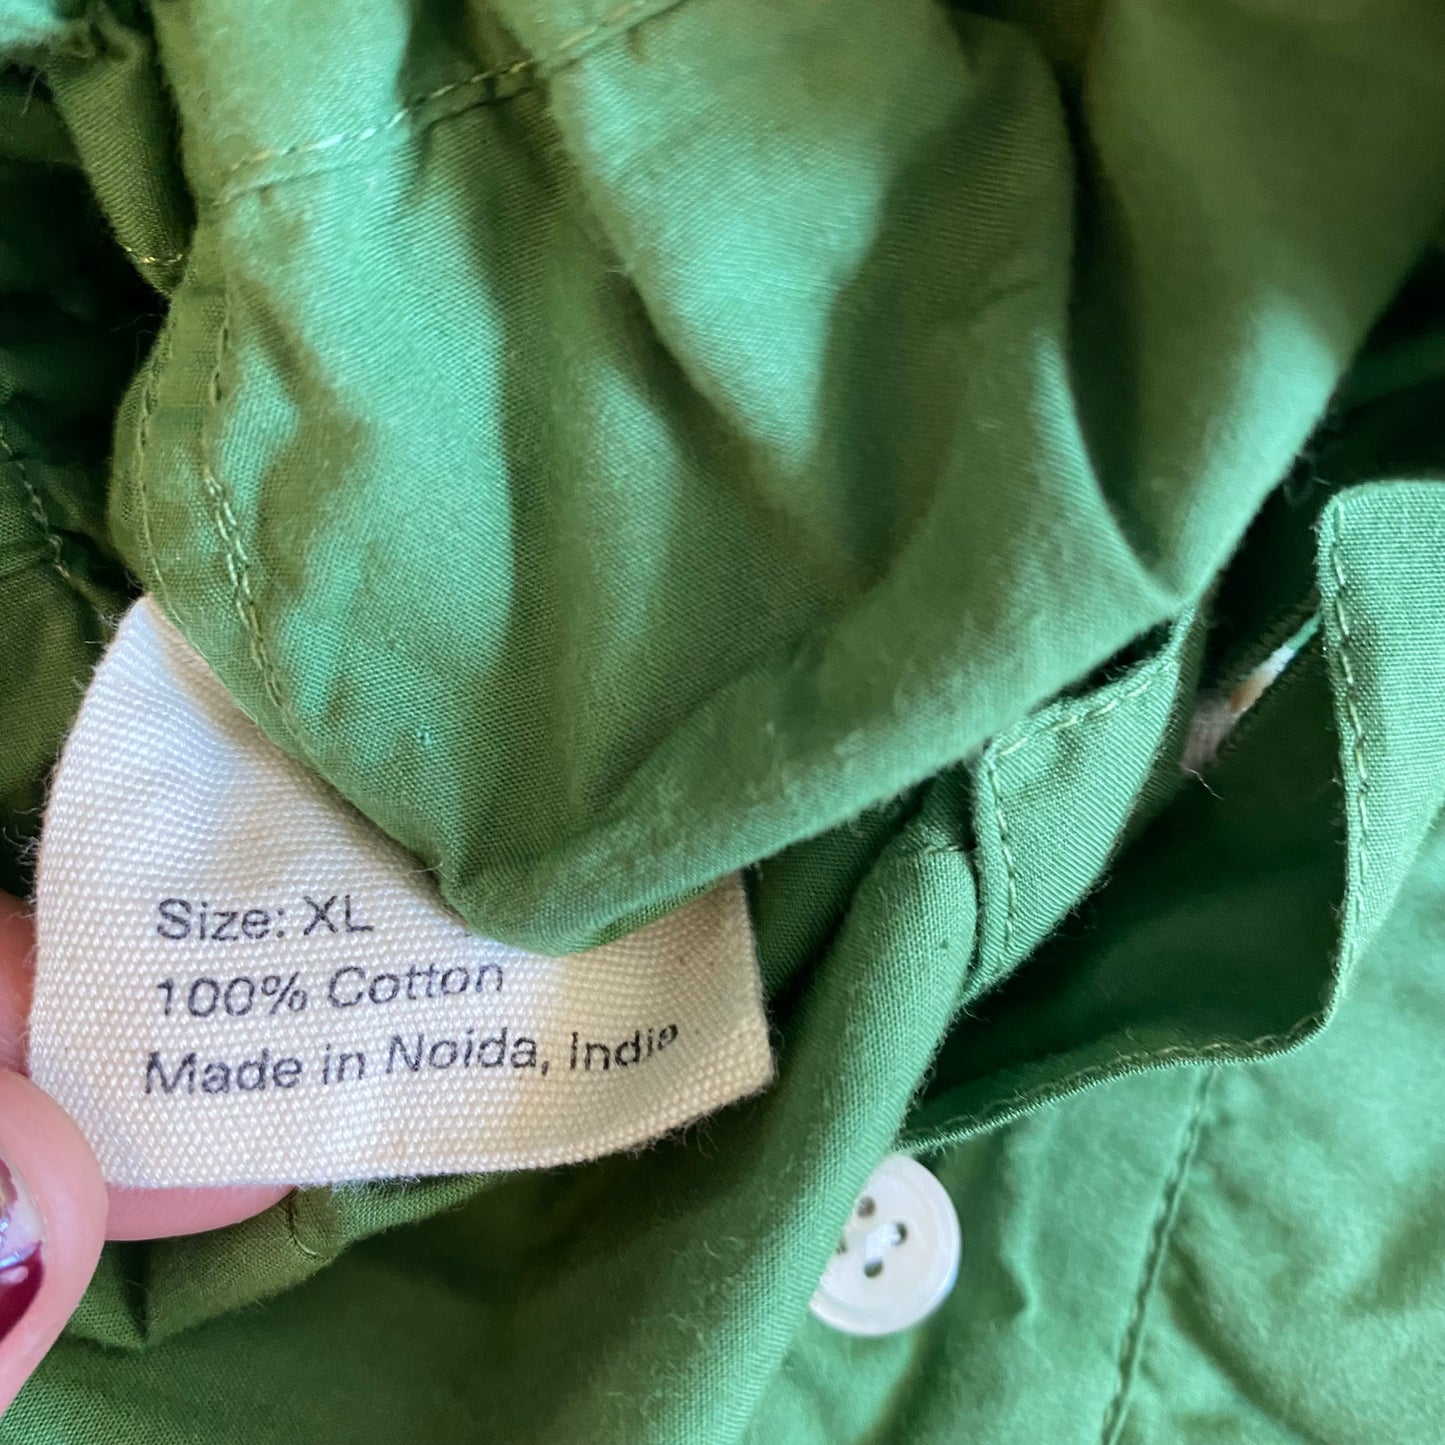 Size: XL
100% Cotton
Made in Noida, India